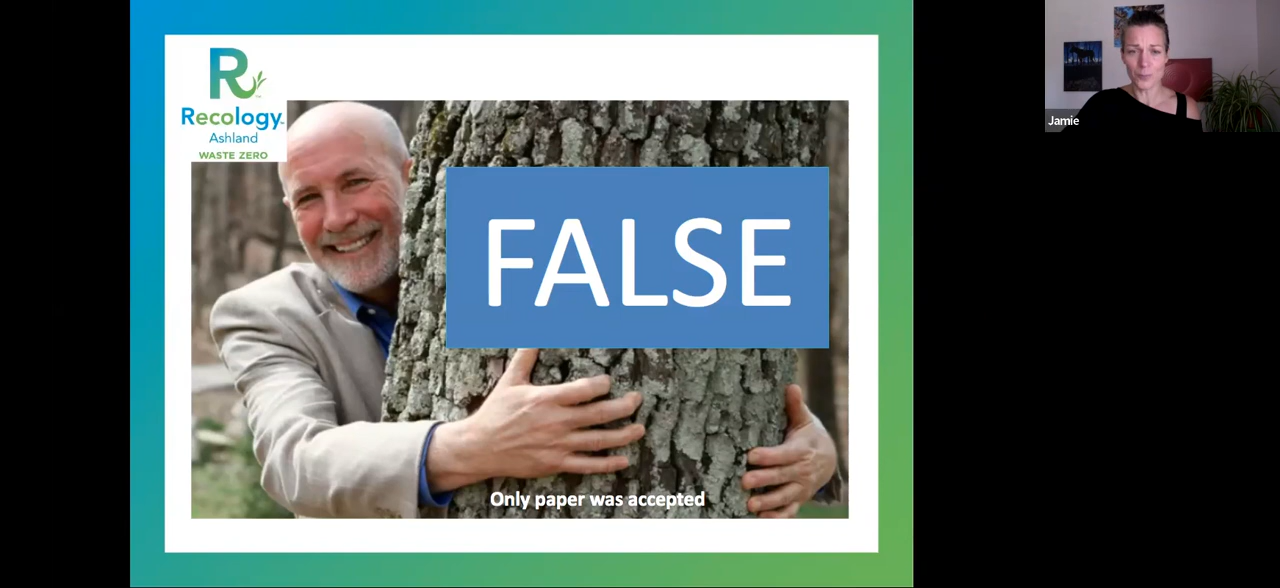 Recology
Ashland
WASTE ZERO
FALSE
Only paper was accepted
Jamie